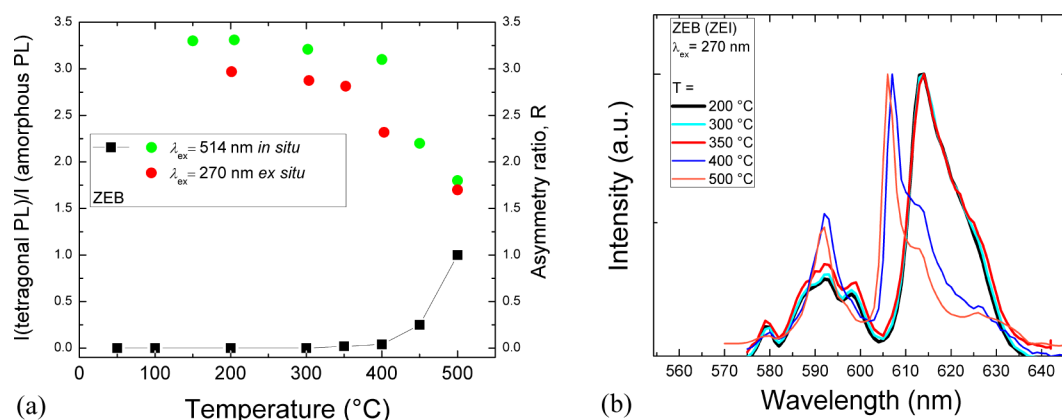 (a)
I(tetragonal PL)/I (amorphous PL)
3.5
3.0
2.5
2.0
1.5
1.0
0.5
0.0
λex= 514 nm in situ
λex= 270 nm ex situ
ZEB
3.5
3.0
2.5
2.0
1.5
1.0
0.5
0.0
Asymmetry ratio, R
0 100 200 300 400 500
Temperature (°C)
(b)
Intensity (a.u.)
ZEB (ZEI)
λex= 270 nm
T =
200 °C
300 °C
350 °C
400 °C
500 °C
560 570 580 590 600 610 620 630 640
Wavelength (nm)